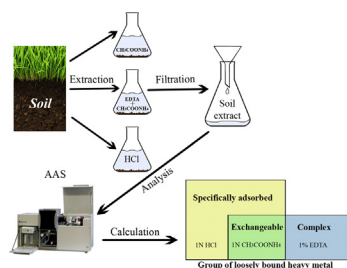 CH3COONH4
Soil
Extraction
EDTA
+
CH3COONH4
Filtration
Soil
extract
HCl
Analysis
AAS
Calculation
Specifically adsorbed
Exchangeable
Complex
1N HCl
1N CH3COONH4
1% EDTA
Group of loosely bound heavy metal